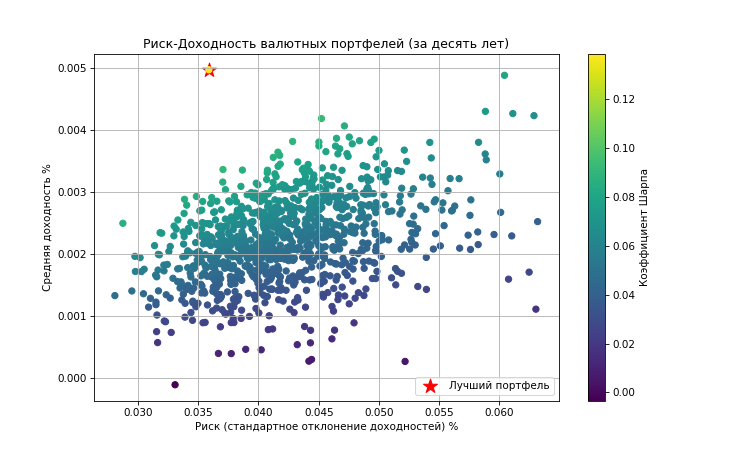 Риск-Доходность валютных портфелей (за десять лет)
Средняя доходность %
0.005
0.004
0.003
0.002
0.001
0.000
0.030 0.035 0.040 0.045 0.050 0.055 0.060
Риск (стандартное отклонение доходностей) %
Лучший портфель
0.12
0.10
0.08
0.06
0.04
0.02
0.00
Коэффициент Шарпа